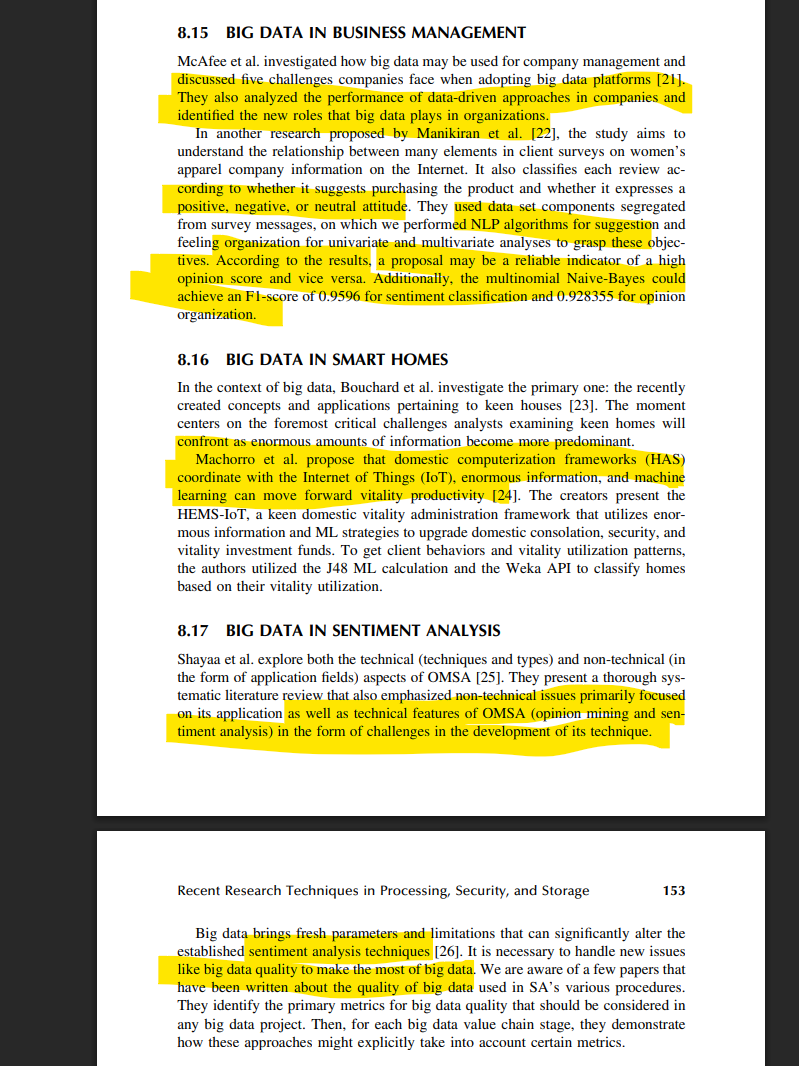 8.15 BIG DATA IN BUSINESS MANAGEMENT
McAfee et al. investigated how big data may be used for company management and
discussed five challenges companies face when adopting big data platforms [21].
They also analyzed the performance of data-driven approaches in companies and
identified the new roles that big data plays in organizations.
In another research proposed by Manikiran et al. [22], the study aims to
understand the relationship between many elements in client surveys on women's
apparel company information on the Internet. It also classifies each review ac-
cording to whether it suggests purchasing the product and whether it expresses a
positive, negative, or neutral attitude. They used data set components segregated
from survey messages, on which we performed NLP algorithms for suggestion and
feeling organization for univariate and multivariate analyses to grasp these objec-
tives. According to the results, a proposal may be a reliable indicator of a high
opinion score and vice versa. Additionally, the multinomial Naive-Bayes could
achieve an F1-score of 0.9596 for sentiment classification and 0.928355 for opinion
organization.
8.16 BIG DATA IN SMART HOMES
In the context of big data, Bouchard et al. investigate the primary one: the recently
created concepts and applications pertaining to keen houses [23]. The moment
centers on the foremost critical challenges analysts examining keen homes will
confront as enormous amounts of information become more predominant.
Machorro et al. propose that domestic computerization frameworks (HAS)
coordinate with the Internet of Things (IoT), enormous information, and machine
learning can move forward vitality productivity [24]. The creators present the
HEMS-IoT, a keen domestic vitality administration framework that utilizes enor-
mous information and ML strategies to upgrade domestic consolation, security, and
vitality investment funds. To get client behaviors and vitality utilization patterns,
the authors utilized the J48 ML calculation and the Weka API to classify homes
based on their vitality utilization.
8.17 BIG DATA IN SENTIMENT ANALYSIS
Shayaa et al. explore both the technical (techniques and types) and non-technical (in
the form of application fields) aspects of OMSA [25]. They present a thorough sys-
tematic literature review that also emphasized non-technical issues primarily focused
on its application as well as technical features of OMSA (opinion mining and sen-
timent analysis) in the form of challenges in the development of its technique.
Recent Research Techniques in Processing, Security, and Storage 153
Big data brings fresh parameters and limitations that can significantly alter the
established sentiment analysis techniques [26]. It is necessary to handle new issues
like big data quality to make the most of big data. We are aware of a few papers that
have been written about the quality of big data used in SA's various procedures.
They identify the primary metrics for big data quality that should be considered in
any big data project. Then, for each big data value chain stage, they demonstrate
how these approaches might explicitly take into account certain metrics.